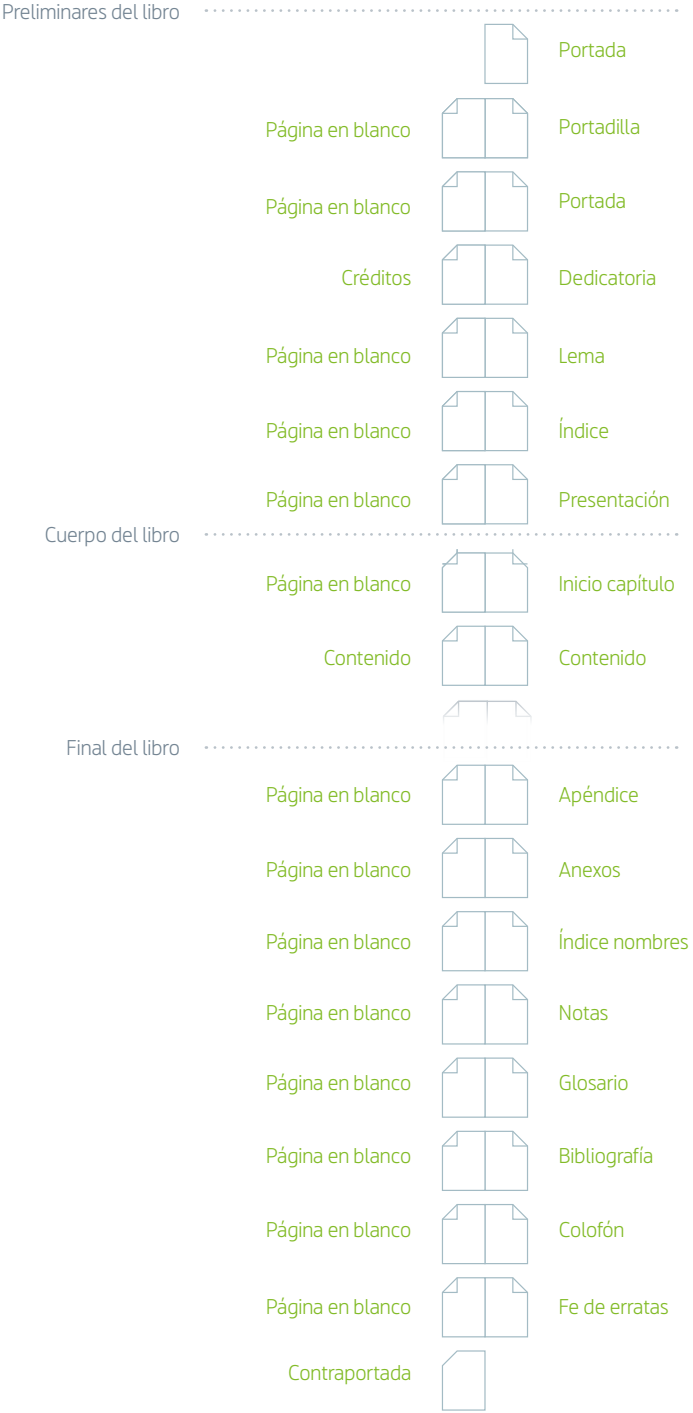 Preliminares del libro
Portada
Página en blanco Portadilla
Página en blanco Portada
Créditos Dedicatoria
Página en blanco Lema
Página en blanco Índice
Página en blanco Presentación
Cuerpo del libro
Página en blanco Inicio capítulo
Contenido Contenido
Final del libro
Página en blanco Apéndice
Página en blanco Anexos
Página en blanco Índice nombres
Página en blanco Notas
Página en blanco Glosario
Página en blanco Bibliografía
Página en blanco Colofón
Página en blanco Fe de erratas
Contraportada